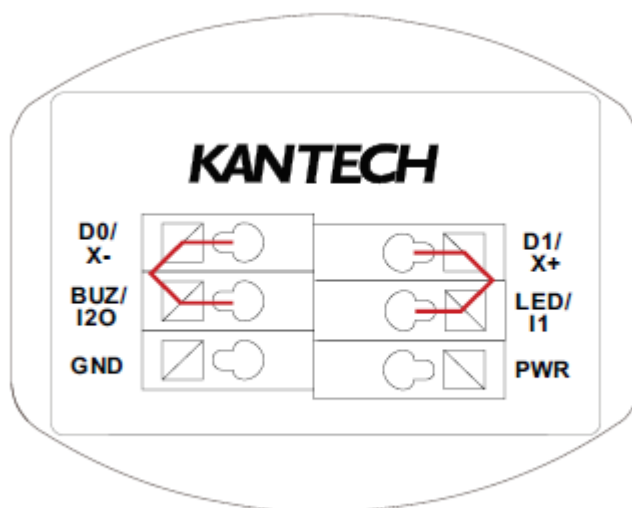 KANTECH
D0/
X-
BUZ/
I2O
GND
D1/
X+
LED/
I1
PWR